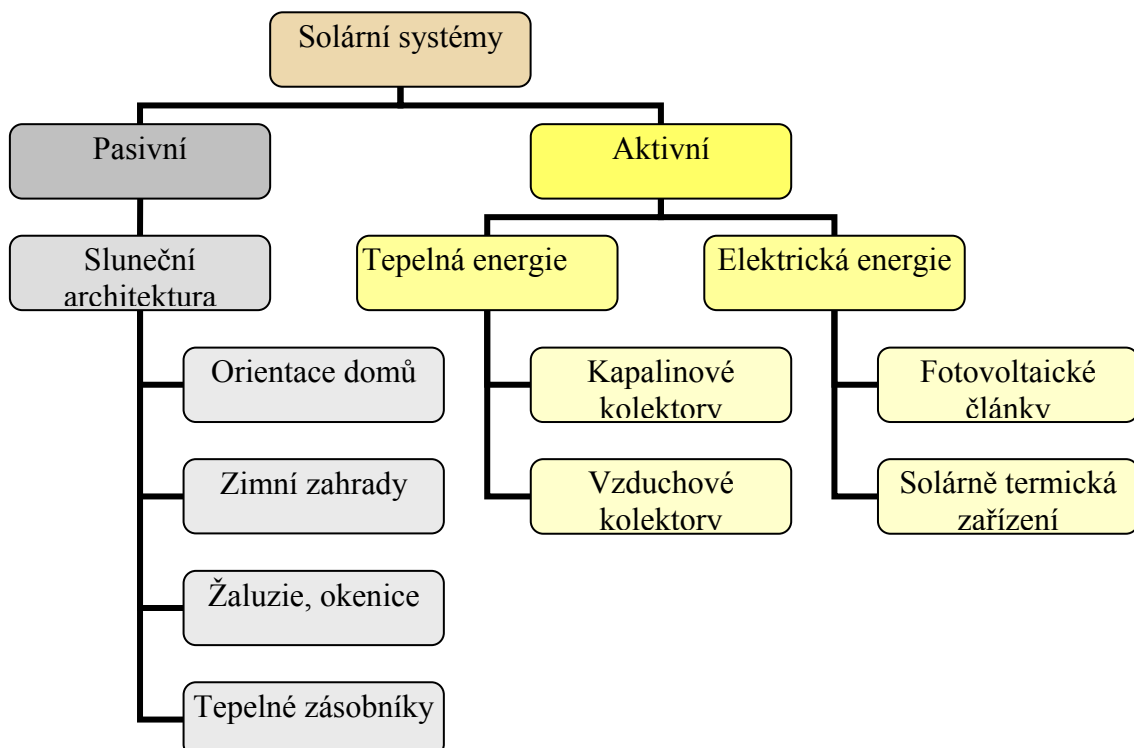 Solární systémy
Pasivní
Aktivní
Sluneční
architektura
Tepelná energie
Elektrická energie
Orientace domů
Kapalinové
kolektory
Fotovoltaické
články
Zimní zahrady
Vzduchové
kolektory
Solárně termická
zařízení
Žaluzie, okenice
Tepelné zásobníky